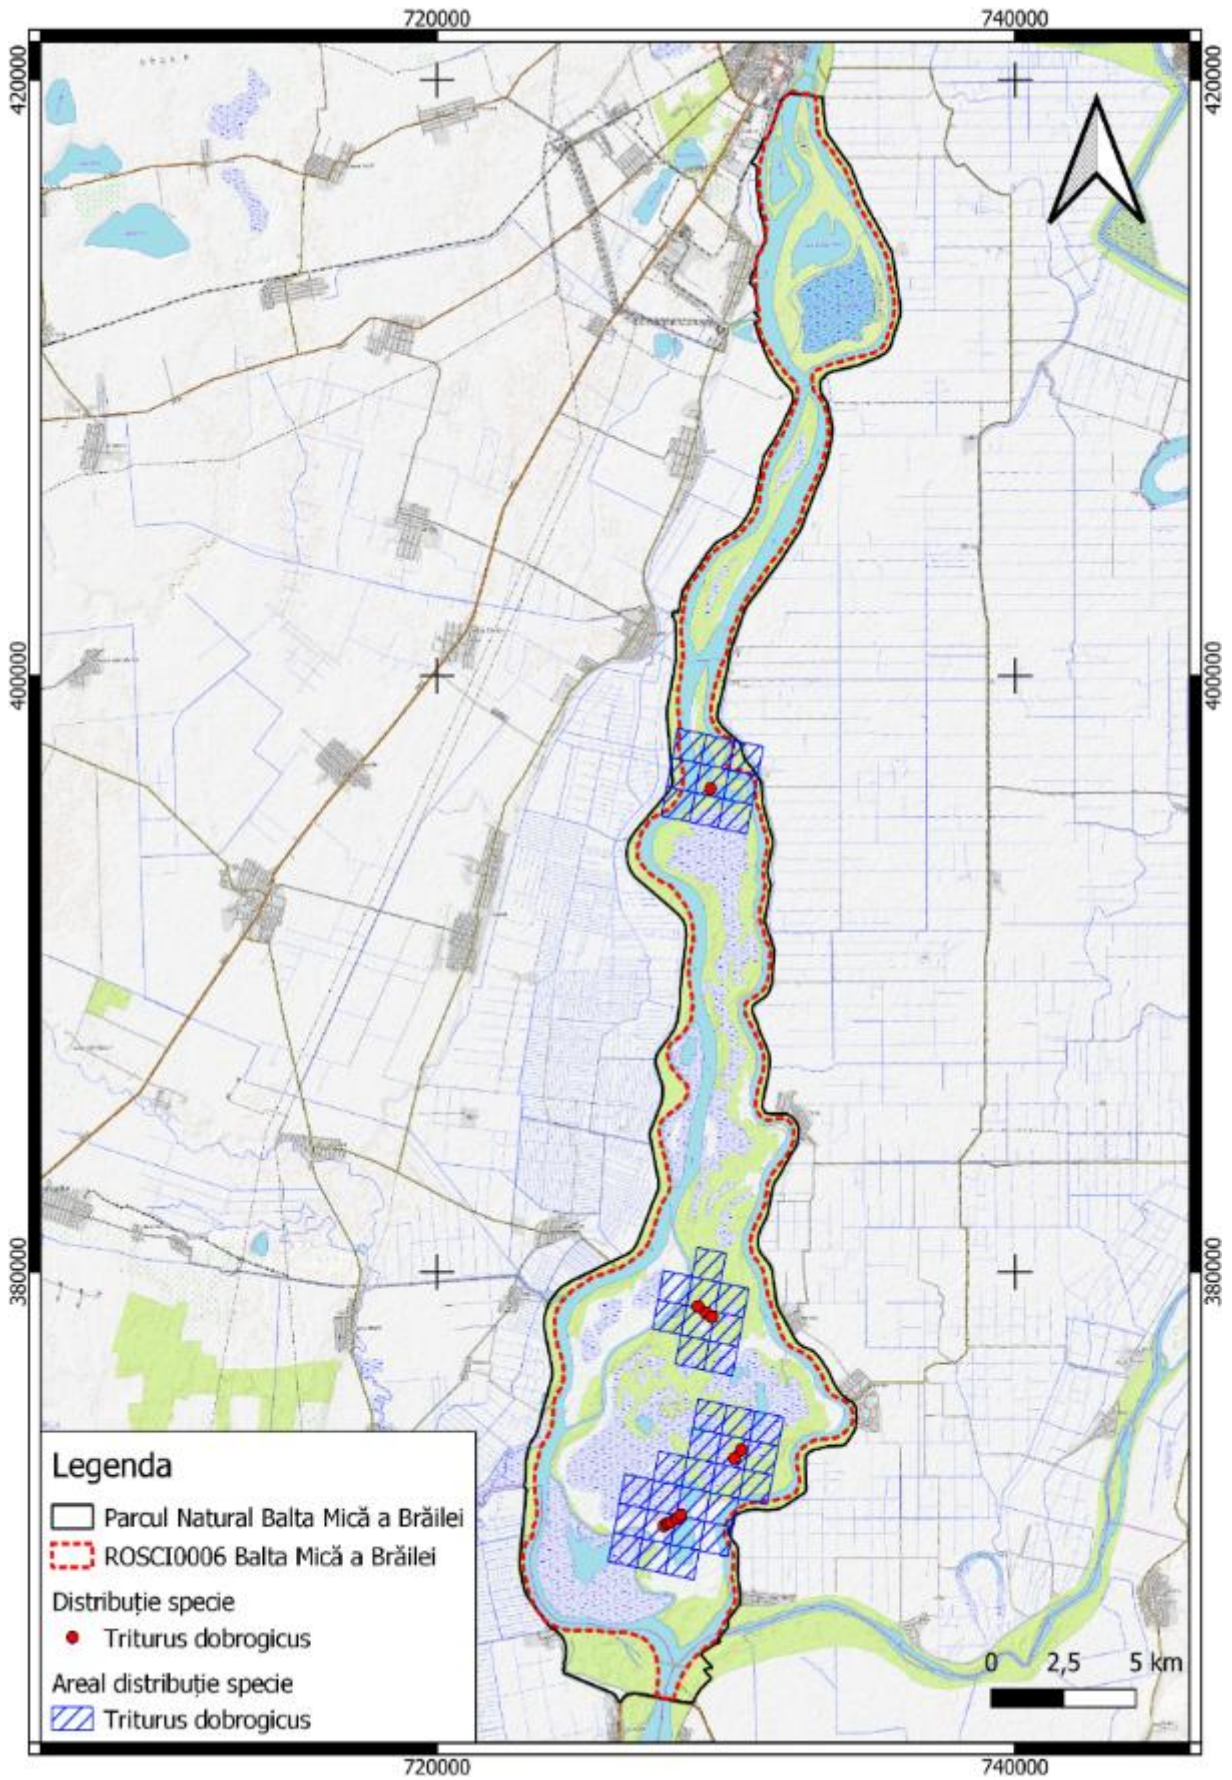 720000
740000
420000
420000
400000
400000
380000
380000
Legenda
Parcul Natural Balta Mică a Brăilei
ROSCI0006 Balta Mică a Brăilei
Distribuție specie
Triturus dobrogicus
Areal distribuție specie
Triturus dobrogicus
0 2,5 5 km
720000
740000